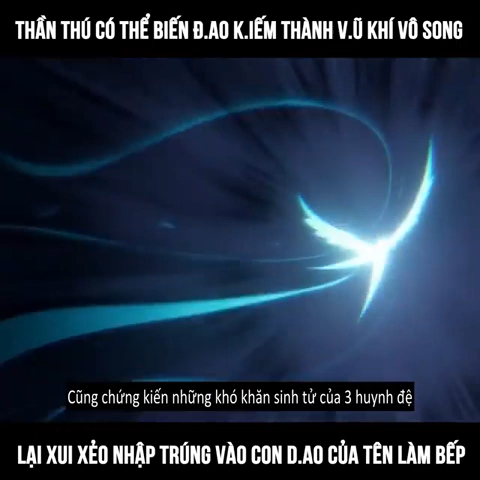 THẦN THÚ CÓ THỂ BIẾN Đ.AO K.IẾM THÀNH V.Ũ KHÍ VÔ SONG
Cũng chứng kiến những khó khăn sinh tử của 3 huynh đệ
LẠI XUI XẺO NHẬP TRÚNG VÀO CON D.AO CỦA TÊN LÀM BẾP